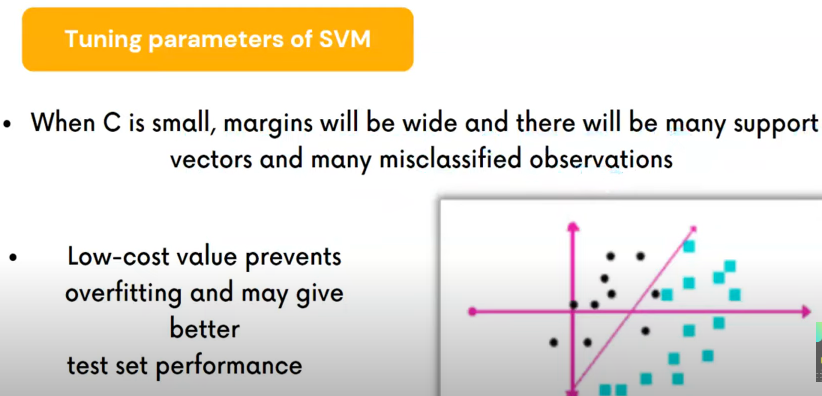 Tuning parameters of SVM
• When C is small, margins will be wide and there will be many support
vectors and many misclassified observations
• Low-cost value prevents
overfitting and may give
better
test set performance